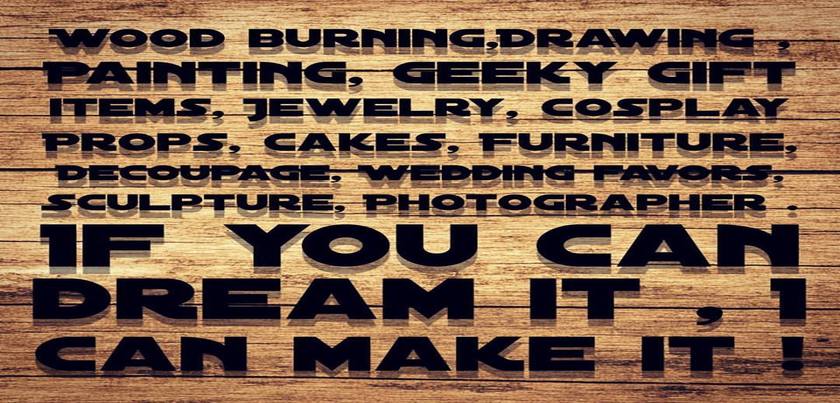 WOOD BURNING,DRAWING ,
PAINTING, GEEKY GIFT
ITEMS, JEWELRY, COSPLAY
PROPS, CAKES, FURNITURE,
DECOUPAGE, WEDDING FAVORS,
SCULPTURE, PHOTOGRAPHER .
IF YOU CAN
DREAM IT , I
CAN MAKE IT !